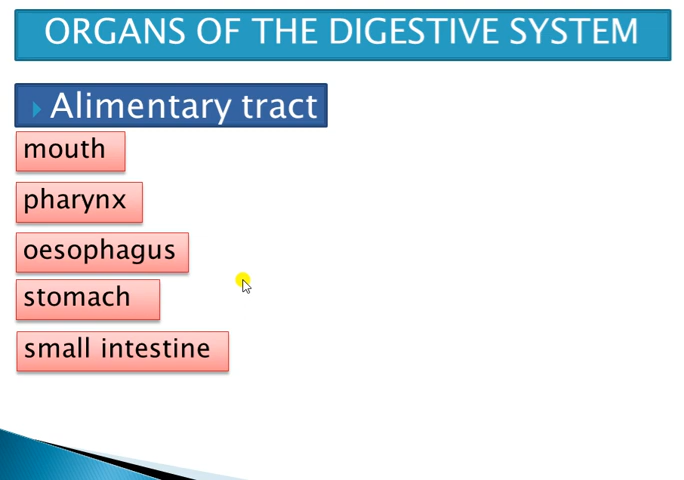 ORGANS OF THE DIGESTIVE SYSTEM
Alimentary tract
mouth
pharynx
oesophagus
stomach
small intestine